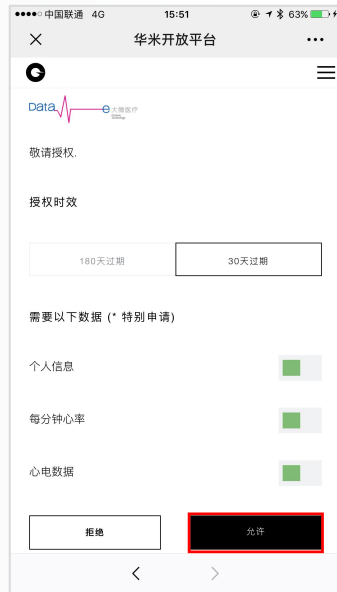 中国联通 4G 15:51 63%
华米开放平台
Data e 大瞳医疗
敬请授权.
授权时效
180天过期 30天过期
需要以下数据 (* 特别申请)
个人信息
每分钟心率
心电数据
拒绝 允许